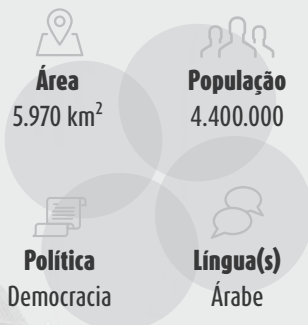 Área
5.970 km²
População
4.400.000
Política
Democracia
Língua(s)
Árabe